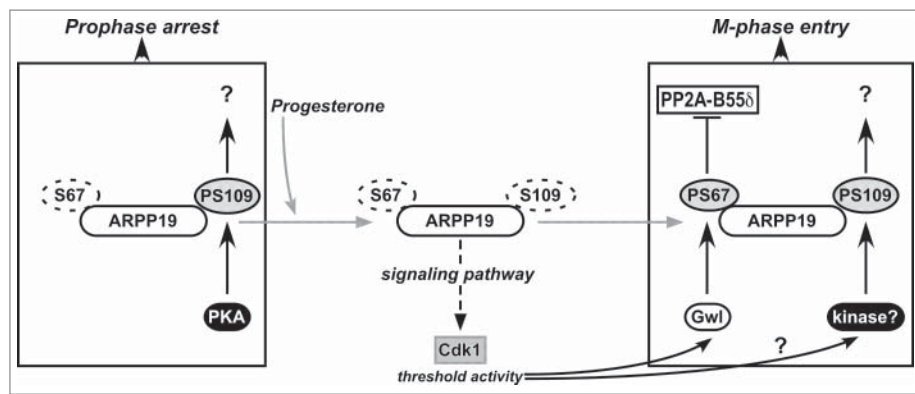 Prophase arrest
M-phase entry
?
Progesterone
PP2A-B55δ
?
S67
PS109
ARPP19
S67
S109
ARPP19
PS67
PS109
ARPP19
signaling pathway
PKA
Gwl
kinase?
Cdk1
?
threshold activity